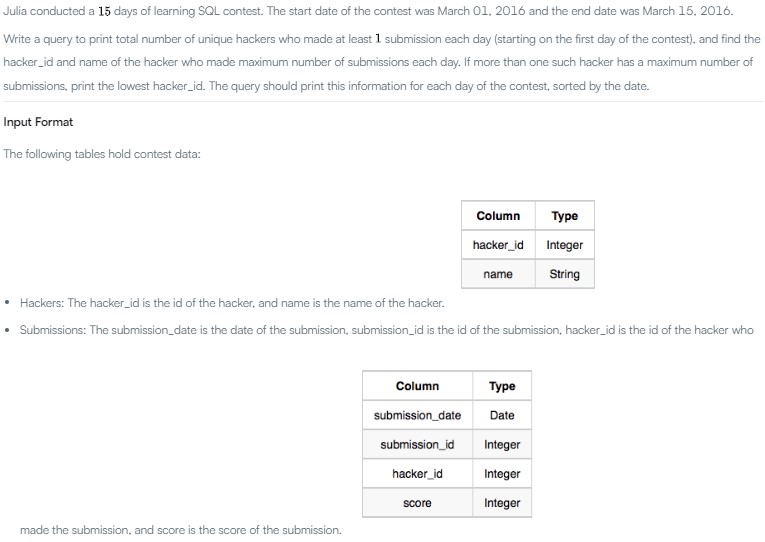 Julia conducted a 15 days of learning SQL contest. The start date of the contest was March 01, 2016 and the end date was March 15, 2016.
Write a query to print total number of unique hackers who made at least 1 submission each day (starting on the first day of the contest), and find the
hacker_id and name of the hacker who made maximum number of submissions each day. If more than one such hacker has a maximum number of
submissions, print the lowest hacker_id. The query should print this information for each day of the contest, sorted by the date.
Input Format
The following tables hold contest data:
Column Type
hacker_id Integer
name String
• Hackers: The hacker_id is the id of the hacker, and name is the name of the hacker.
• Submissions: The submission_date is the date of the submission, submission_id is the id of the submission, hacker_id is the id of the hacker who
Column Type
submission_date Date
submission_id Integer
hacker_id Integer
score Integer
made the submission, and score is the score of the submission.